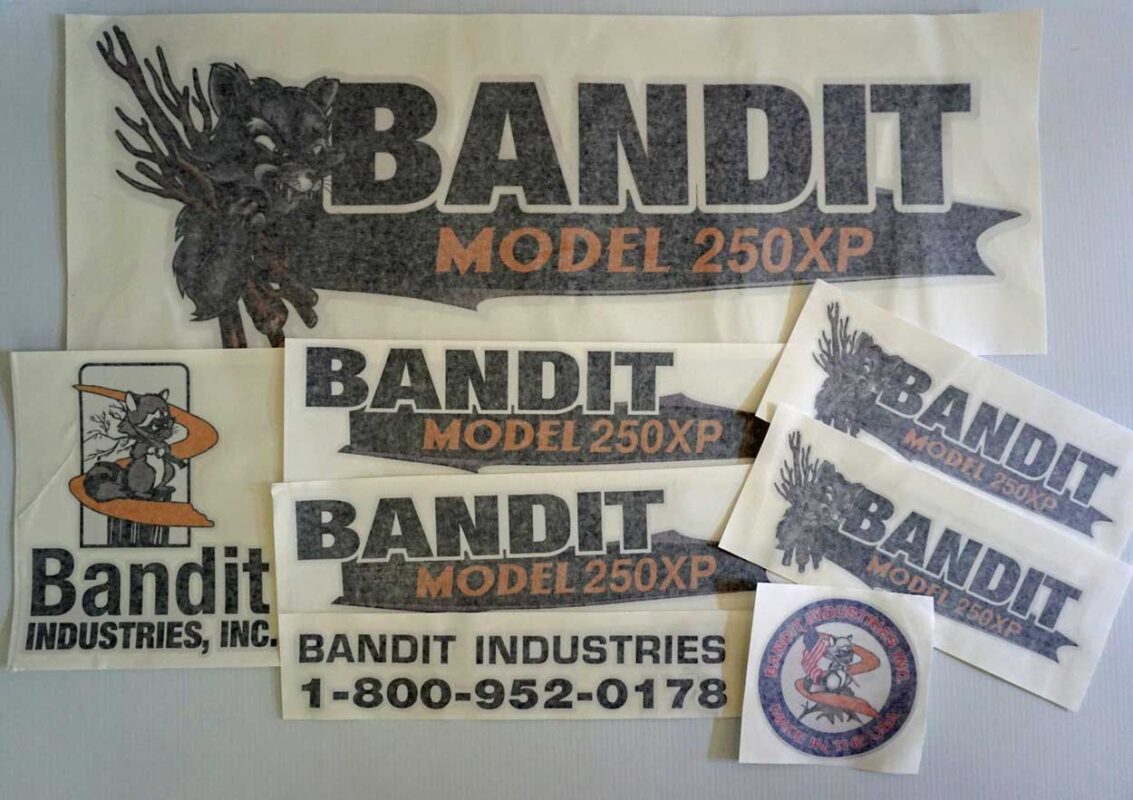 BANDIT
MODEL 250XP
BANDIT
MODEL 250XP
BANDIT
MODEL 250XP
BANDIT
MODEL 250XP
BANDIT
MODEL 250XP
Bandit
INDUSTRIES, INC.
BANDIT INDUSTRIES
1-800-952-0178
BANDIT INDUSTRIES INC.
MADE IN THE USA